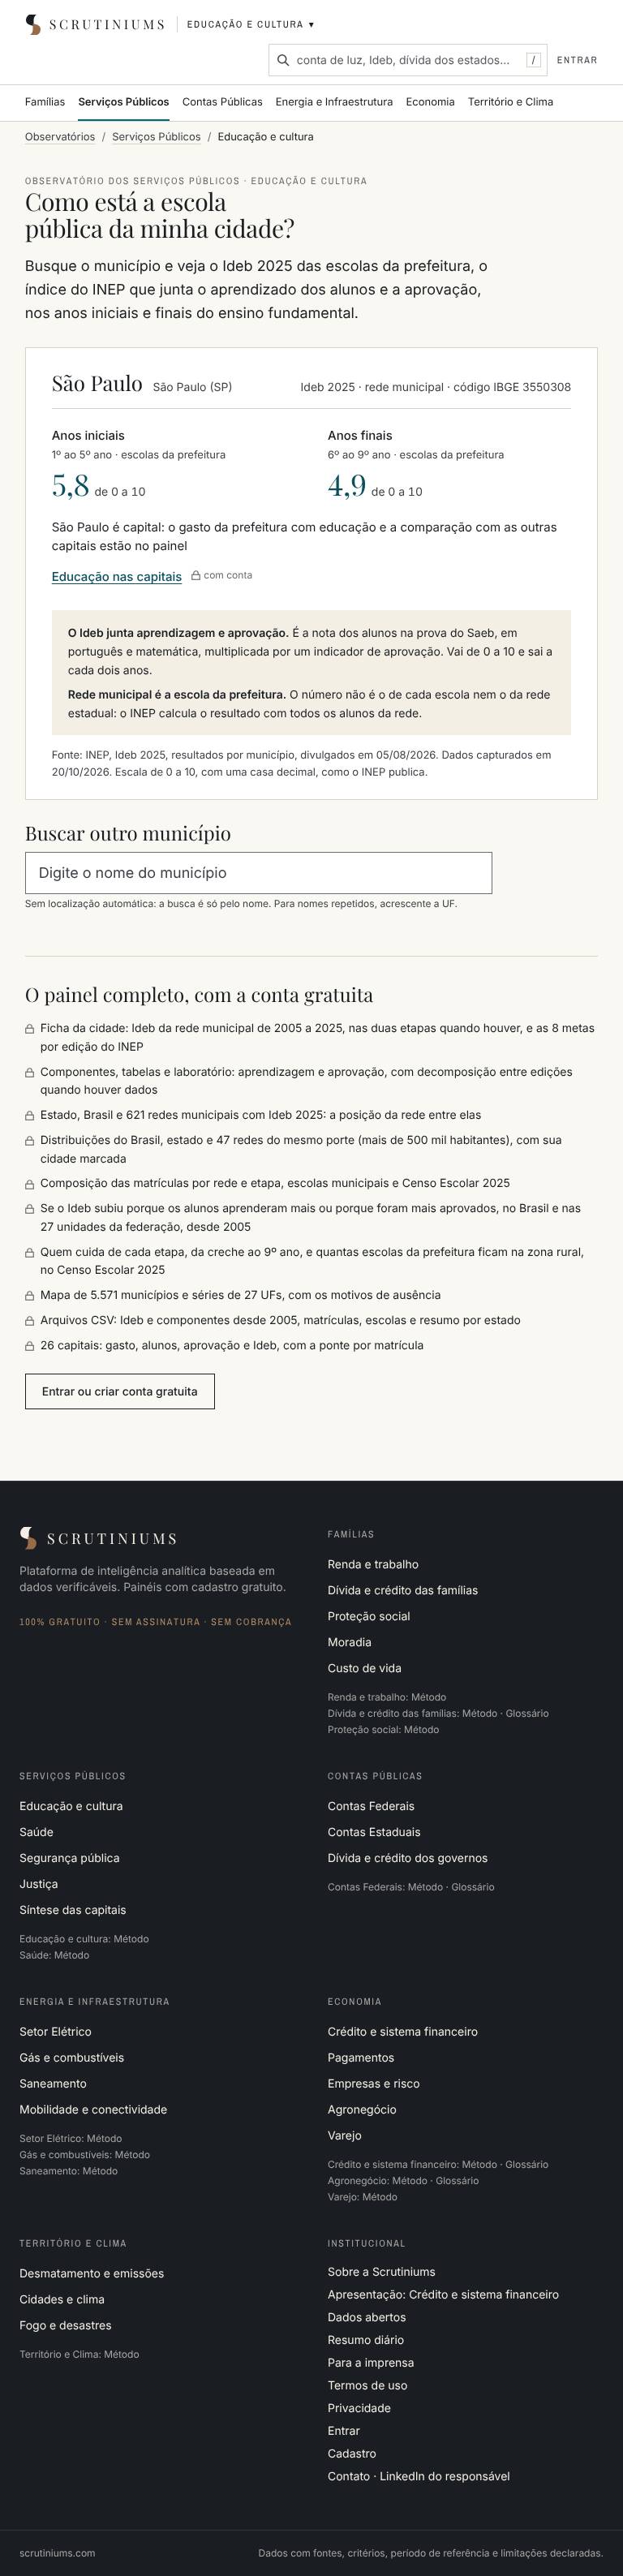 SCRUTINIUMS
EDUCAÇÃO E CULTURA ▾
conta de luz, Ideb, dívida dos estados...
/
ENTRAR
Famílias
Serviços Públicos
Contas Públicas
Energia e Infraestrutura
Economia
Território e Clima
Observatórios / Serviços Públicos / Educação e cultura
OBSERVATÓRIO DOS SERVIÇOS PÚBLICOS · EDUCAÇÃO E CULTURA
Como está a escola
pública da minha cidade?
Busque o município e veja o Ideb 2025 das escolas da prefeitura, o
índice do INEP que junta o aprendizado dos alunos e a aprovação,
nos anos iniciais e finais do ensino fundamental.
São Paulo São Paulo (SP)
Ideb 2025 · rede municipal · código IBGE 3550308
Anos iniciais
1º ao 5º ano · escolas da prefeitura
5,8 de 0 a 10
Anos finais
6º ao 9º ano · escolas da prefeitura
4,9 de 0 a 10
São Paulo é capital: o gasto da prefeitura com educação e a comparação com as outras
capitais estão no painel
Educação nas capitais com conta
O Ideb junta aprendizagem e aprovação. É a nota dos alunos na prova do Saeb, em
português e matemática, multiplicada por um indicador de aprovação. Vai de 0 a 10 e sai a
cada dois anos.
Rede municipal é a escola da prefeitura. O número não é o de cada escola nem o da rede
estadual: o INEP calcula o resultado com todos os alunos da rede.
Fonte: INEP, Ideb 2025, resultados por município, divulgados em 05/08/2026. Dados capturados em
20/10/2026. Escala de 0 a 10, com uma casa decimal, como o INEP publica.
Buscar outro município
Digite o nome do município
Sem localização automática: a busca é só pelo nome. Para nomes repetidos, acrescente a UF.
O painel completo, com a conta gratuita
Ficha da cidade: Ideb da rede municipal de 2005 a 2025, nas duas etapas quando houver, e as 8 metas
por edição do INEP
Componentes, tabelas e laboratório: aprendizagem e aprovação, com decomposição entre edições
quando houver dados
Estado, Brasil e 621 redes municipais com Ideb 2025: a posição da rede entre elas
Distribuições do Brasil, estado e 47 redes do mesmo porte (mais de 500 mil habitantes), com sua
cidade marcada
Composição das matrículas por rede e etapa, escolas municipais e Censo Escolar 2025
Se o Ideb subiu porque os alunos aprenderam mais ou porque foram mais aprovados, no Brasil e nas
27 unidades da federação, desde 2005
Quem cuida de cada etapa, da creche ao 9º ano, e quantas escolas da prefeitura ficam na zona rural,
no Censo Escolar 2025
Mapa de 5.571 municípios e séries de 27 UFs, com os motivos de ausência
Arquivos CSV: Ideb e componentes desde 2005, matrículas, escolas e resumo por estado
26 capitais: gasto, alunos, aprovação e Ideb, com a ponte por matrícula
Entrar ou criar conta gratuita
SCRUTINIUMS
Plataforma de inteligência analítica baseada em
dados verificáveis. Painéis com cadastro gratuito.
100% GRATUITO · SEM ASSINATURA · SEM COBRANÇA
FAMÍLIAS
Renda e trabalho
Dívida e crédito das famílias
Proteção social
Moradia
Custo de vida
Renda e trabalho: Método
Dívida e crédito das famílias: Método · Glossário
Proteção social: Método
SERVIÇOS PÚBLICOS
Educação e cultura
Saúde
Segurança pública
Justiça
Síntese das capitais
Educação e cultura: Método
Saúde: Método
CONTAS PÚBLICAS
Contas Federais
Contas Estaduais
Dívida e crédito dos governos
Contas Federais: Método · Glossário
ENERGIA E INFRAESTRUTURA
Setor Elétrico
Gás e combustíveis
Saneamento
Mobilidade e conectividade
Setor Elétrico: Método
Gás e combustíveis: Método
Saneamento: Método
ECONOMIA
Crédito e sistema financeiro
Pagamentos
Empresas e risco
Agronegócio
Varejo
Crédito e sistema financeiro: Método · Glossário
Agronegócio: Método · Glossário
Varejo: Método
TERRITÓRIO E CLIMA
Desmatamento e emissões
Cidades e clima
Fogo e desastres
Território e Clima: Método
INSTITUCIONAL
Sobre a Scrutiniums
Apresentação: Crédito e sistema financeiro
Dados abertos
Resumo diário
Para a imprensa
Termos de uso
Privacidade
Entrar
Cadastro
Contato · LinkedIn do responsável
scrutiniums.com
Dados com fontes, critérios, período de referência e limitações declaradas.